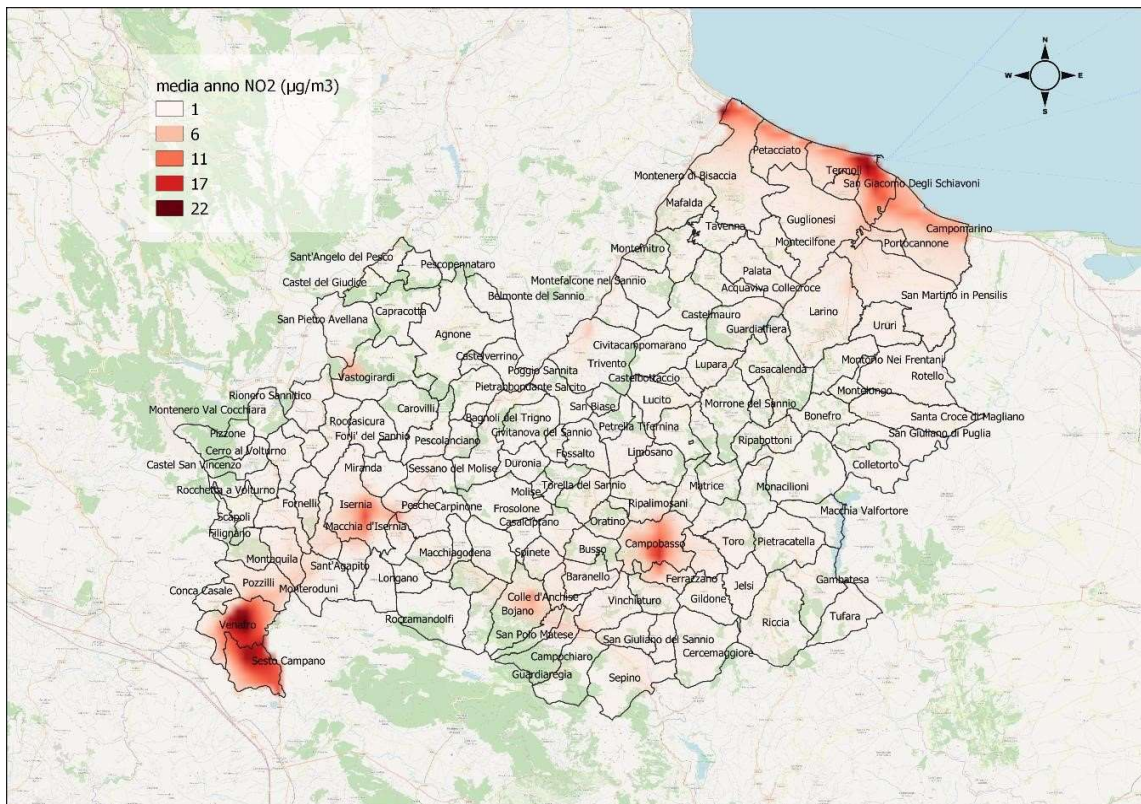 media anno NO2 (µg/m3)
1
6
11
17
22
N
W
E
S
Petacciato
Termoli
Montenero di Bisaccia
San Giacomo Degli Schiavoni
Mafalda
Guglionesi
Tavenna
Campomarino
Montecilfone
Portocannone
Montemitro
Sant'Angelo del Pesco
Pescopennataro
Palata
Castel del Giudice
Montefalcone nel Sannio
Acquaviva Collecroce
Belmonte del Sannio
San Martino in Pensilis
Capracotta
Larino
San Pietro Avellana
Castelmauro
Guardialfiera
Ururi
Agnone
Civitacampomarano
Castelverrino
Montorio Nei Frentani
Trivento
Lupara
Casacalenda
Poggio Sannita
Vastogirardi
Castelbottaccio
Rotello
Pietrabbondante
Salcito
Montelongo
Rionero Sannitico
Lucito
Morrone del Sannio
Montenero Val Cocchiara
Carovilli
San Biase
Bonefro
Santa Croce di Magliano
Roccasicura
Bagnoli del Trigno
Petrella Tifernina
Pizzone
Forli' del Sannio
Civitanova del Sannio
San Giuliano di Puglia
Pescolanciano
Ripabottoni
Cerro al Volturno
Fossalto
Limosano
Castel San Vincenzo
Miranda
Sessano del Molise
Duronia
Colletorto
Rocchetta a Volturno
Torella del Sannio
Matrice
Monacilioni
Molise
Fornelli
Isernia
Pesche
Carpinone
Frosolone
Ripalimosani
Macchia Valfortore
Scapoli
Macchia d'Isernia
Casalciprano
Oratino
Filignano
Campobasso
Toro
Pietracatella
Montaquila
Macchiagodena
Spinete
Busso
Sant'Agapito
Pozzilli
Longano
Baranello
Ferrazzano
Jelsi
Gambatesa
Conca Casale
Monteroduni
Colle d'Anchise
Vinchiaturo
Gildone
Bojano
Roccamandolfi
Riccia
Tufara
Venafro
San Polo Matese
San Giuliano del Sannio
Cercemaggiore
Sesto Campano
Campochiaro
Guardiaregia
Sepino